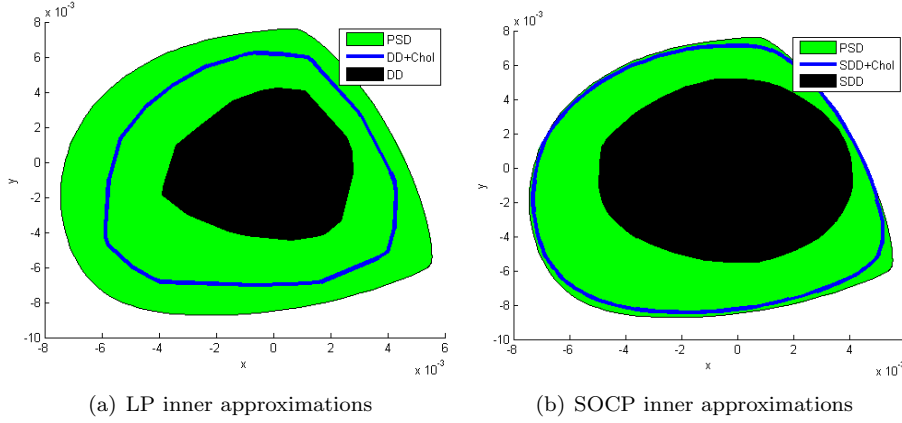 x 10⁻³
8
6
4
2
0
-2
-4
-6
-8
-10
y
PSD
DD+Chol
DD
-8 -6 -4 -2 0 2 4 6
x
x 10⁻³
(a) LP inner approximations
x 10⁻³
8
6
4
2
0
-2
-4
-6
-8
-10
y
PSD
SDD+Chol
SDD
-8 -6 -4 -2 0 2 4
x
x 10⁻³
(b) SOCP inner approximations